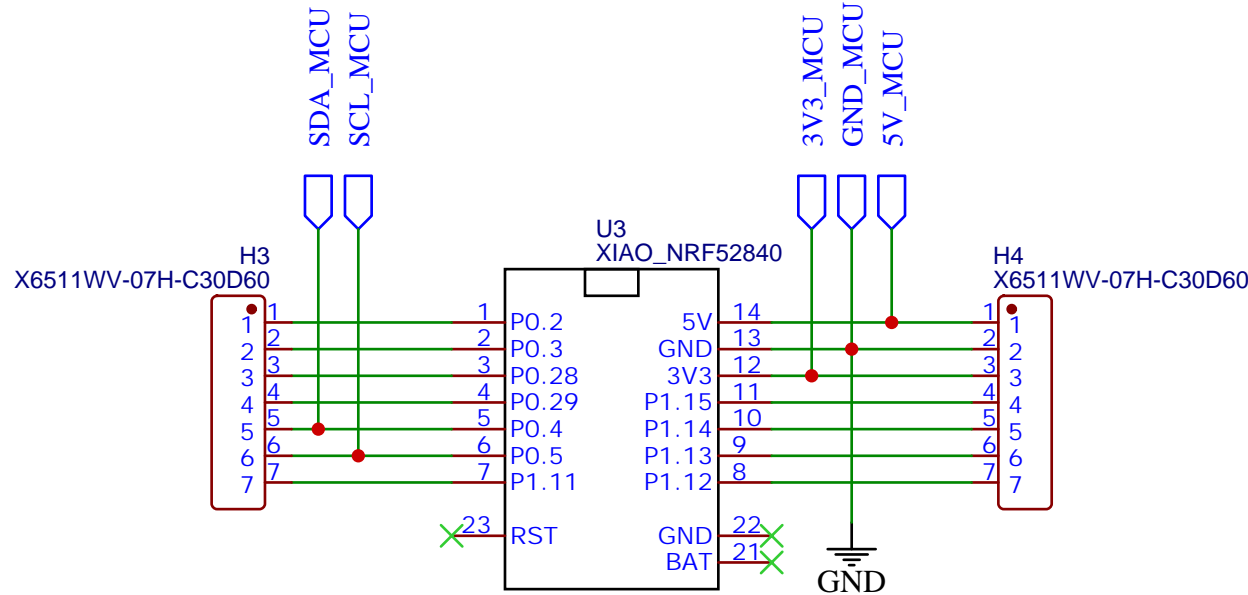 SDA_MCU
SCL_MCU
3V3_MCU
GND_MCU
5V_MCU
H3
X6511WV-07H-C30D60
U3
XIAO_NRF52840
H4
X6511WV-07H-C30D60
1 1 1 P0.2 5V 14 1 1
2 2 2 P0.3 GND 13 2 2
3 3 3 P0.28 3V3 12 3 3
4 4 4 P0.29 P1.15 11 4 4
5 5 5 P0.4 P1.14 10 5 5
6 6 6 P0.5 P1.13 9 6 6
7 7 7 P1.11 P1.12 8 7 7
23 RST GND 22
BAT 21
GND